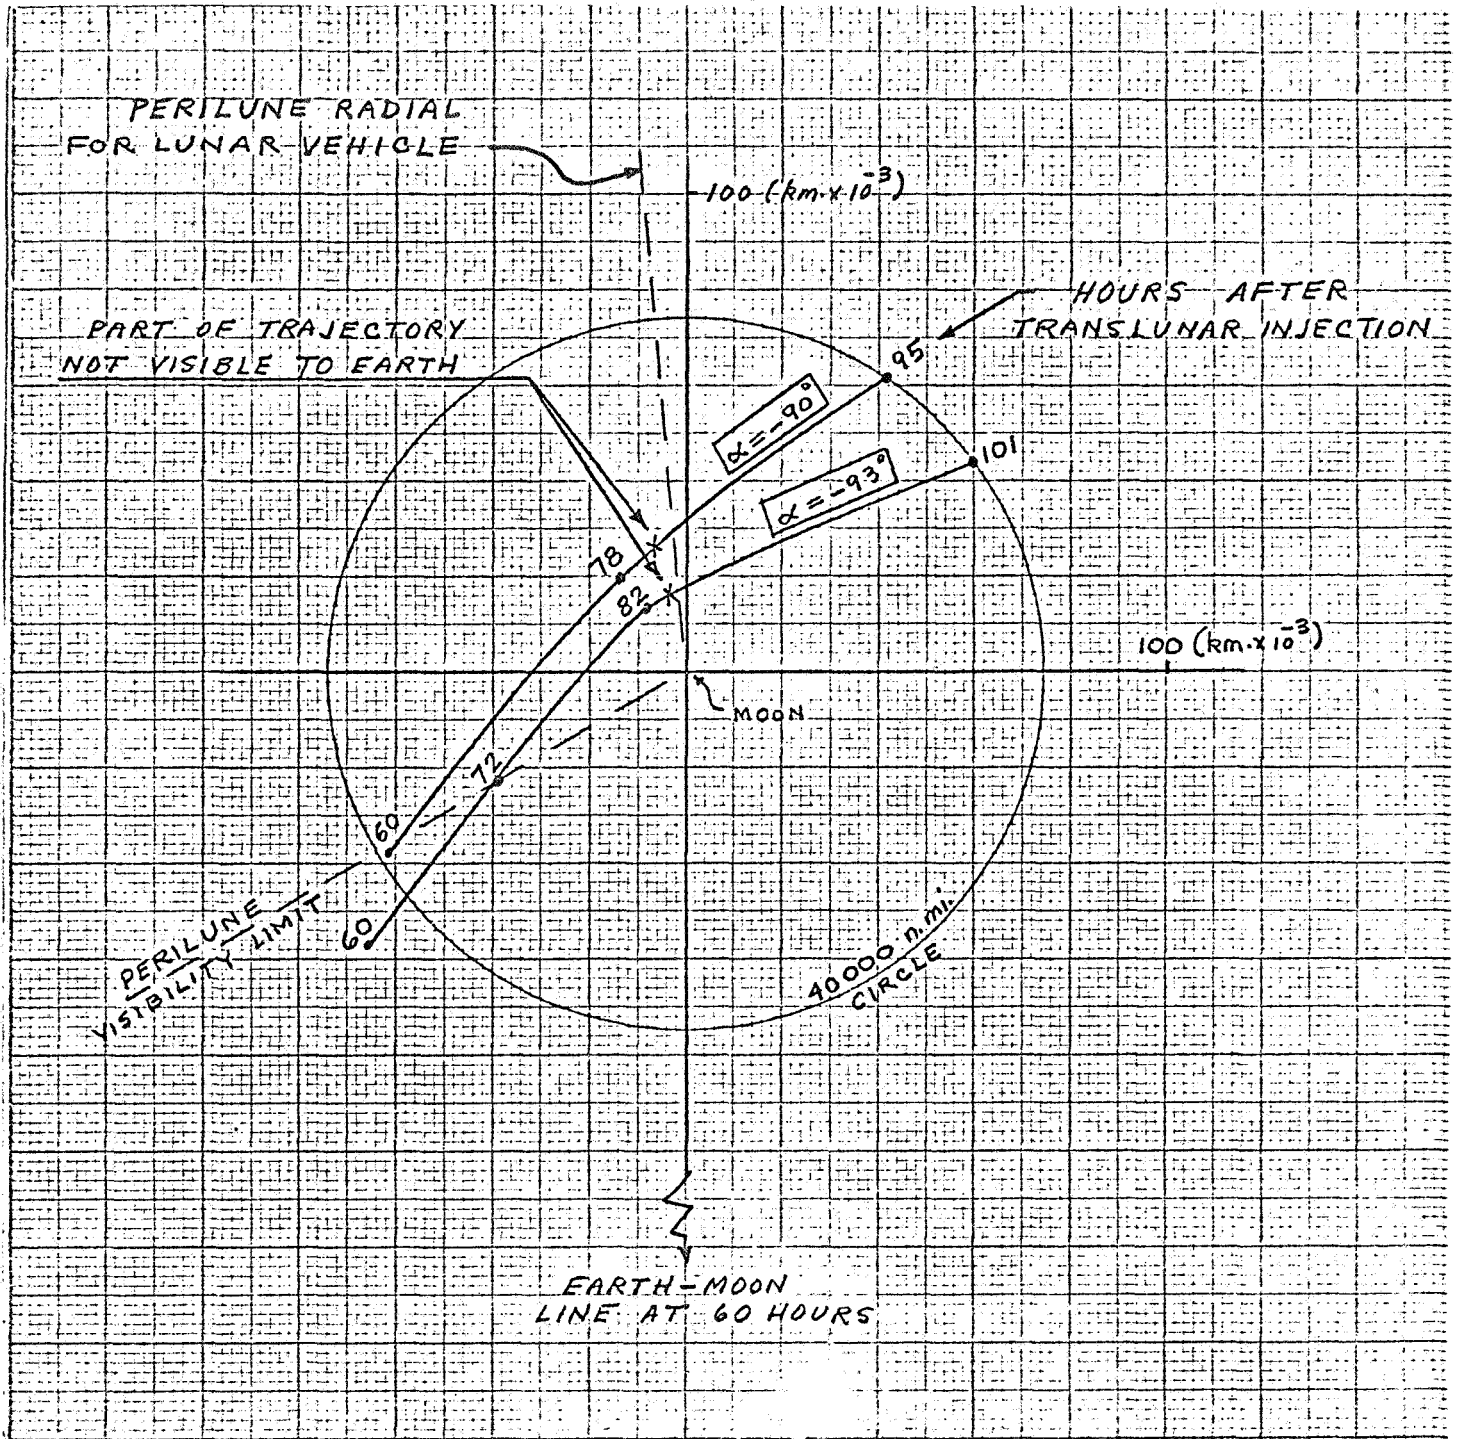 PERILUNE RADIAL
FOR LUNAR VEHICLE
100 (km. x 10⁻³)
HOURS AFTER
TRANSLUNAR INJECTION
PART OF TRAJECTORY
NOT VISIBLE TO EARTH
95
α = -90°
101
α = -93°
78
82
100 (km. x 10⁻³)
MOON
72
60
60
PERILUNE
VISIBILITY LIMIT
40000 n.mi.
CIRCLE
EARTH-MOON
LINE AT 60 HOURS